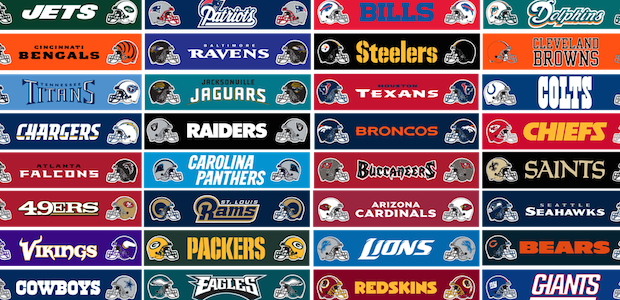 JETS
Patriots
BILLS
Dolphins
CINCINNATI
BENGALS
BALTIMORE
RAVENS
Steelers
CLEVELAND
BROWNS
TENNESSEE
TITANS
JACKSONVILLE
JAGUARS
HOUSTON
TEXANS
COLTS
CHARGERS
RAIDERS
BRONCOS
CHIEFS
ATLANTA
FALCONS
CAROLINA
PANTHERS
BUCCANEERS
SAINTS
49ERS
ST. LOUIS
Rams
ARIZONA
CARDINALS
SEATTLE
SEAHAWKS
VIKINGS
PACKERS
LIONS
BEARS
COWBOYS
EAGLES
REDSKINS
GIANTS